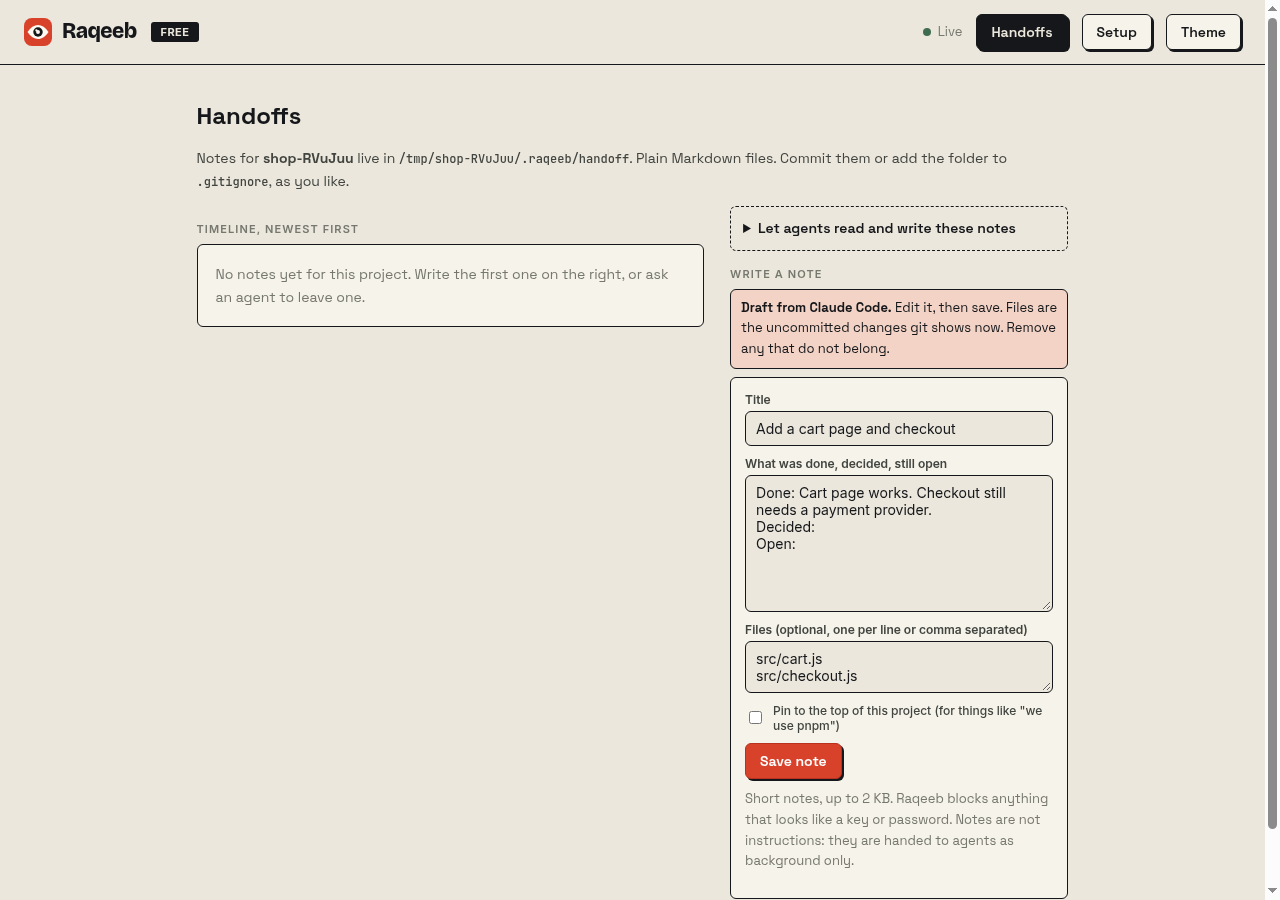 Raqeeb FREE
Live
Handoffs
Setup
Theme
Handoffs
Notes for shop-RVuJuu live in /tmp/shop-RVuJuu/.raqeeb/handoff. Plain Markdown files. Commit them or add the folder to
.gitignore, as you like.
TIMELINE, NEWEST FIRST
No notes yet for this project. Write the first one on the right, or ask
an agent to leave one.
Let agents read and write these notes
WRITE A NOTE
Draft from Claude Code. Edit it, then save. Files are
the uncommitted changes git shows now. Remove
any that do not belong.
Title
Add a cart page and checkout
What was done, decided, still open
Done: Cart page works. Checkout still
needs a payment provider.
Decided:
Open:
Files (optional, one per line or comma separated)
src/cart.js
src/checkout.js
Pin to the top of this project (for things like "we
use pnpm")
Save note
Short notes, up to 2 KB. Raqeeb blocks anything
that looks like a key or password. Notes are not
instructions: they are handed to agents as
background only.